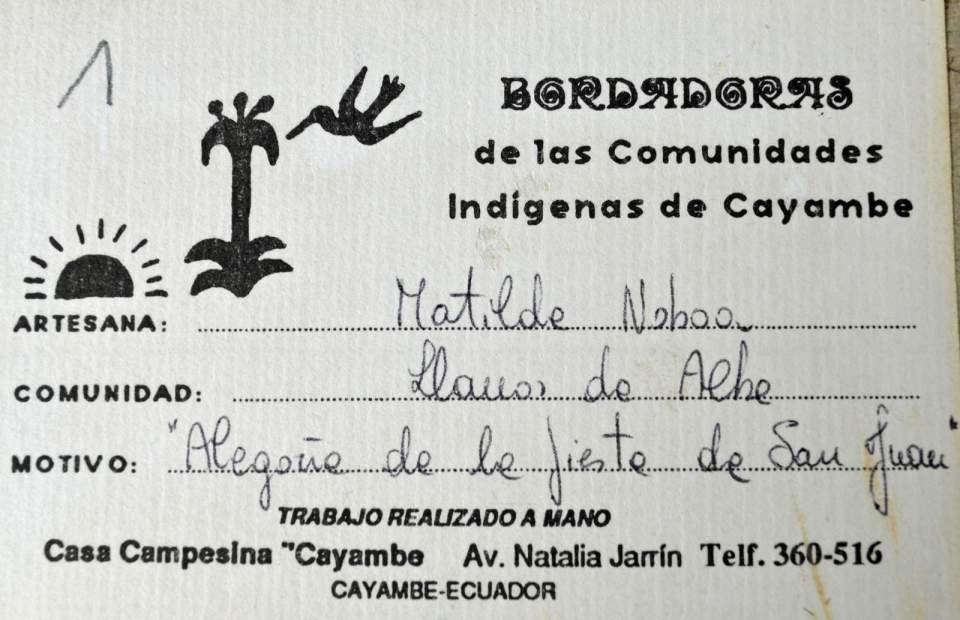 1
BORDADORAS
de las Comunidades
Indígenas de Cayambe
ARTESANA: Matilde Noboa
COMUNIDAD: Llanos de Alba
MOTIVO: "Alegría de la fiesta de San Juan"
TRABAJO REALIZADO A MANO
Casa Campesina "Cayambe Av. Natalia Jarrín Telf. 360-516
CAYAMBE-ECUADOR